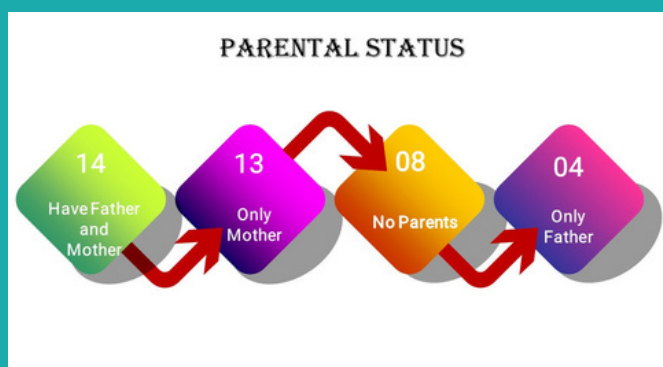 PARENTAL STATUS
14
Have Father
and
Mother
13
Only
Mother
08
No Parents
04
Only
Father